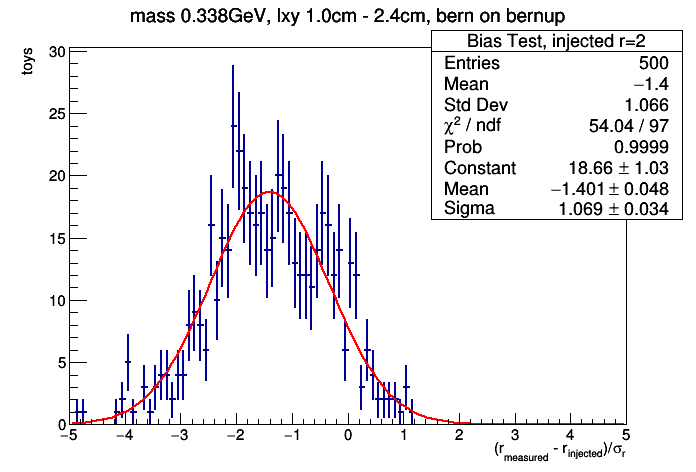 mass 0.338GeV, lxy 1.0cm - 2.4cm, bern on bernup
Bias Test, injected r=2
Entries 500
Mean −1.4
Std Dev 1.066
χ² / ndf 54.04 / 97
Prob 0.9999
Constant 18.66 ± 1.03
Mean −1.401 ± 0.048
Sigma 1.069 ± 0.034
toys
30
25
20
15
10
5
0
−5 −4 −3 −2 −1 0 1 2 3 4 5
(r_measured - r_injected)/σ_r